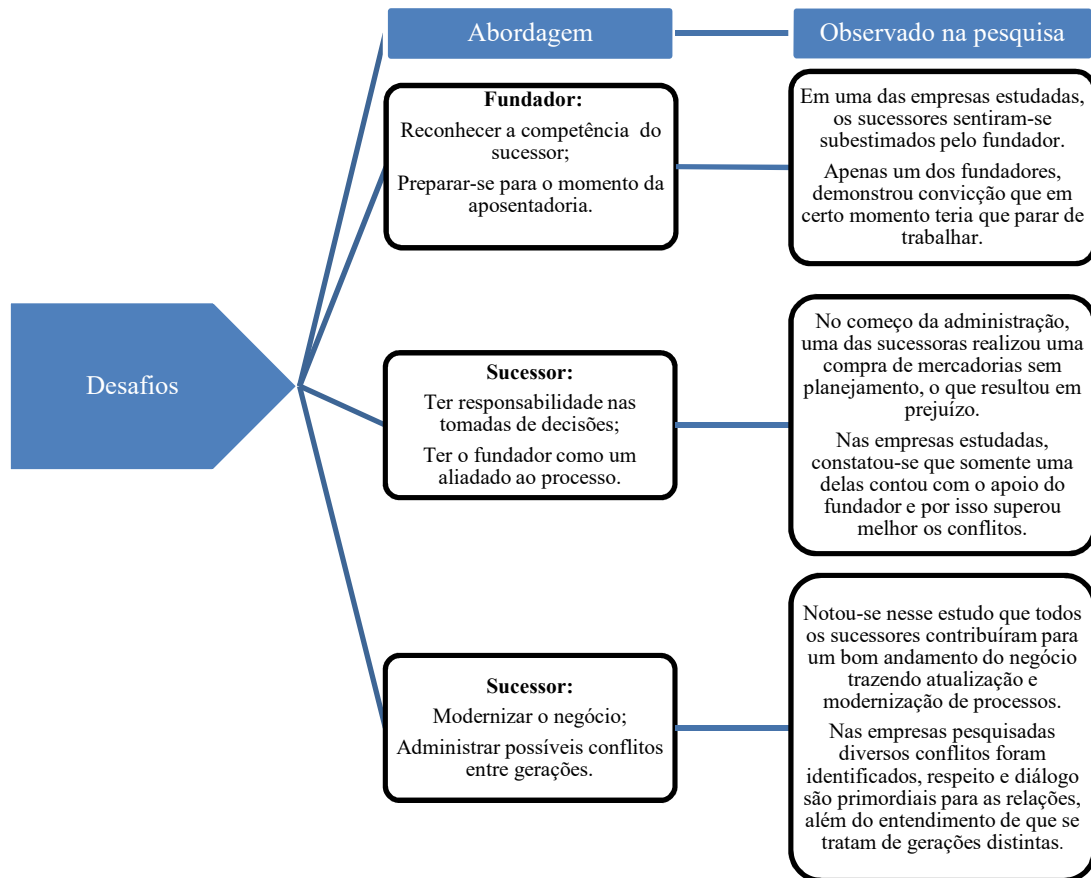 Abordagem
Observado na pesquisa
Fundador:
Reconhecer a competência do
sucessor;
Preparar-se para o momento da
aposentadoria.
Em uma das empresas estudadas,
os sucessores sentiram-se
subestimados pelo fundador.
Apenas um dos fundadores,
demonstrou convicção que em
certo momento teria que parar de
trabalhar.
Desafios
Sucessor:
Ter responsabilidade nas
tomadas de decisões;
Ter o fundador como um
aliadado ao processo.
No começo da administração,
uma das sucessoras realizou uma
compra de mercadorias sem
planejamento, o que resultou em
prejuízo.
Nas empresas estudadas,
constatou-se que somente uma
delas contou com o apoio do
fundador e por isso superou
melhor os conflitos.
Sucessor:
Modernizar o negócio;
Administrar possíveis conflitos
entre gerações.
Notou-se nesse estudo que todos
os sucessores contribuíram para
um bom andamento do negócio
trazendo atualização e
modernização de processos.
Nas empresas pesquisadas
diversos conflitos foram
identificados, respeito e diálogo
são primordiais para as relações,
além do entendimento de que se
tratam de gerações distintas.